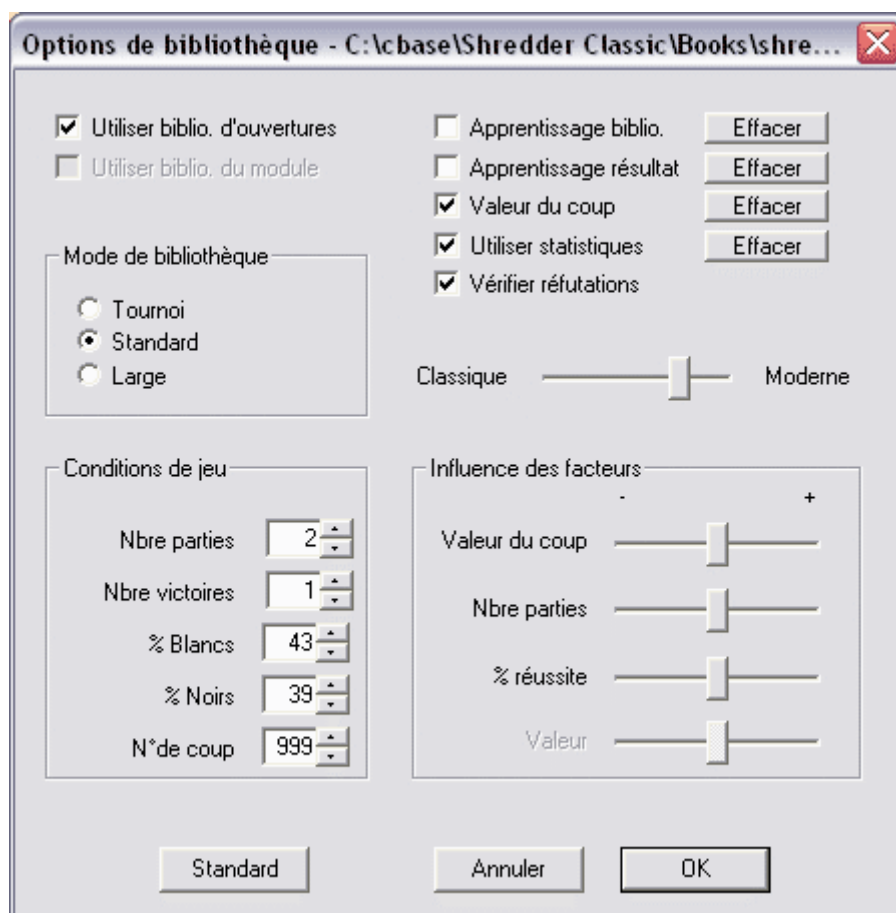 Options de bibliothèque - C:\cbase\Shredder Classic\Books\shre...
Utiliser biblio. d'ouvertures
Utiliser biblio. du module
Apprentissage biblio. Effacer
Apprentissage résultat Effacer
Valeur du coup Effacer
Utiliser statistiques Effacer
Vérifier réfutations
Mode de bibliothèque
Tournoi
Standard
Large
Classique Moderne
Conditions de jeu
Nbre parties 2
Nbre victoires 1
% Blancs 43
% Noirs 39
N°de coup 999
Influence des facteurs
- +
Valeur du coup
Nbre parties
% réussite
Valeur
Standard Annuler OK